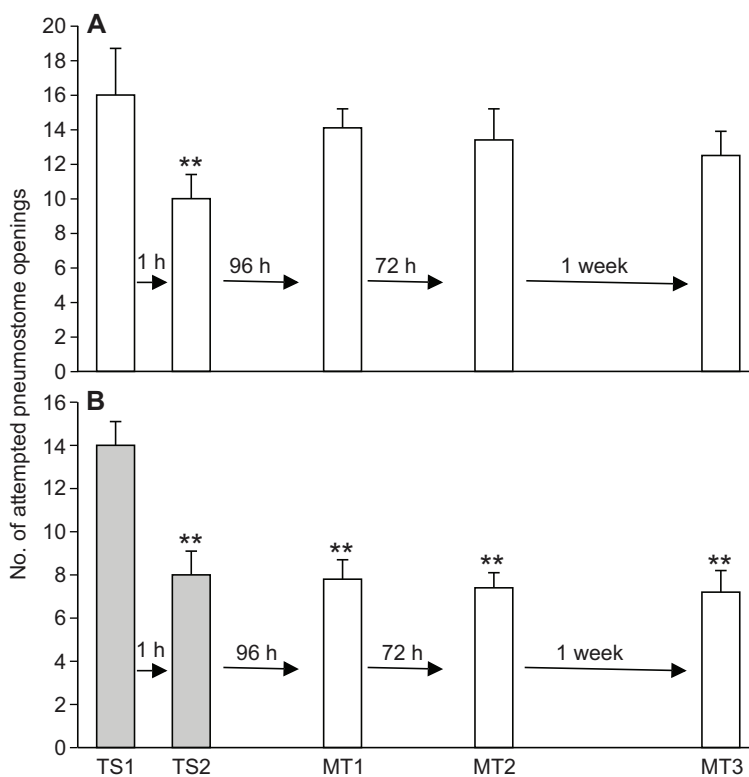 No. of attempted pneumostome openings
A
20
18
16
14
12
10
8
6
4
2
0
**
1 h
96 h
72 h
1 week
B
16
14
12
10
8
6
4
2
0
**
**
**
**
1 h
96 h
72 h
1 week
TS1 TS2 MT1 MT2 MT3